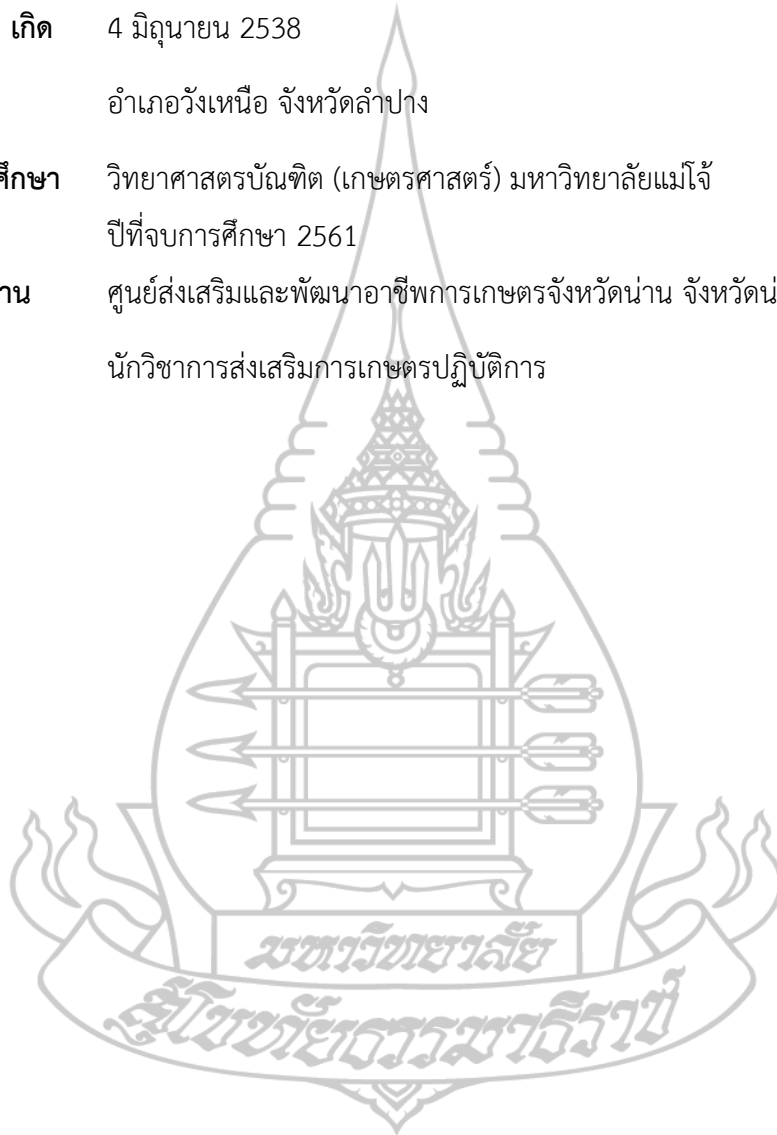 เกิด 4 มิถุนายน 2538
อำเภอวังเหนือ จังหวัดลำปาง
ศึกษา วิทยาศาสตรบัณฑิต (เกษตรศาสตร์) มหาวิทยาลัยแม่โจ้
ปีที่จบการศึกษา 2561
ศูนย์ส่งเสริมและพัฒนาอาชีพการเกษตรจังหวัดน่าน
นักวิชาการส่งเสริมการเกษตรปฏิบัติการ
มหาวิทยาลัย
สุโขทัยธรรมาธิราช